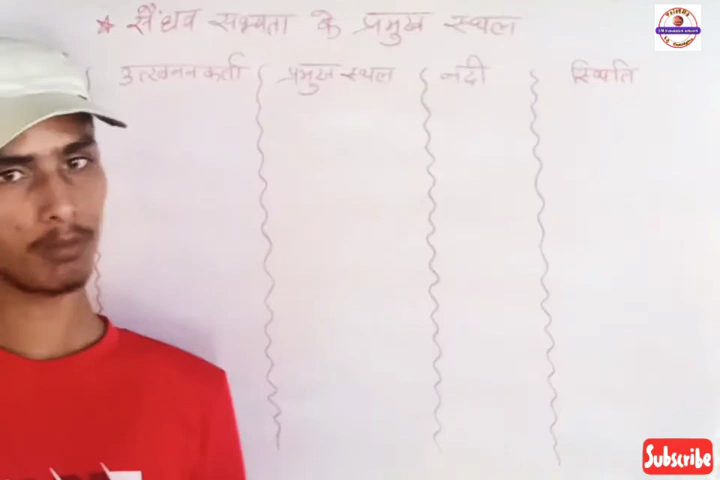 ★ सैंधव सभ्यता के प्रमुख स्थल
उत्खननकर्ता प्रमुख स्थल नदी स्थिति
Subscribe